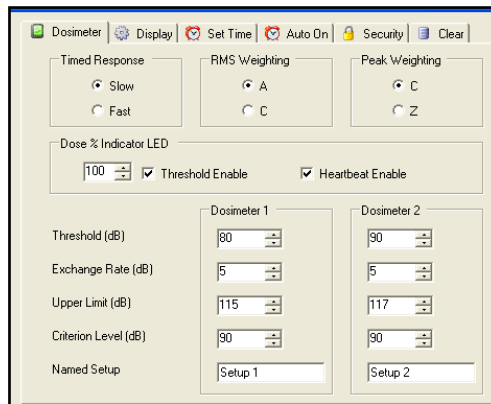 Dosimeter Display Set Time Auto On Security Clear
Timed Response RMS Weighting Peak Weighting
Slow A C
Fast C Z
Dose % Indicator LED
100 Threshold Enable Heartbeat Enable
Dosimeter 1 Dosimeter 2
Threshold (dB) 80 90
Exchange Rate (dB) 5 5
Upper Limit (dB) 115 117
Criterion Level (dB) 90 90
Named Setup Setup 1 Setup 2